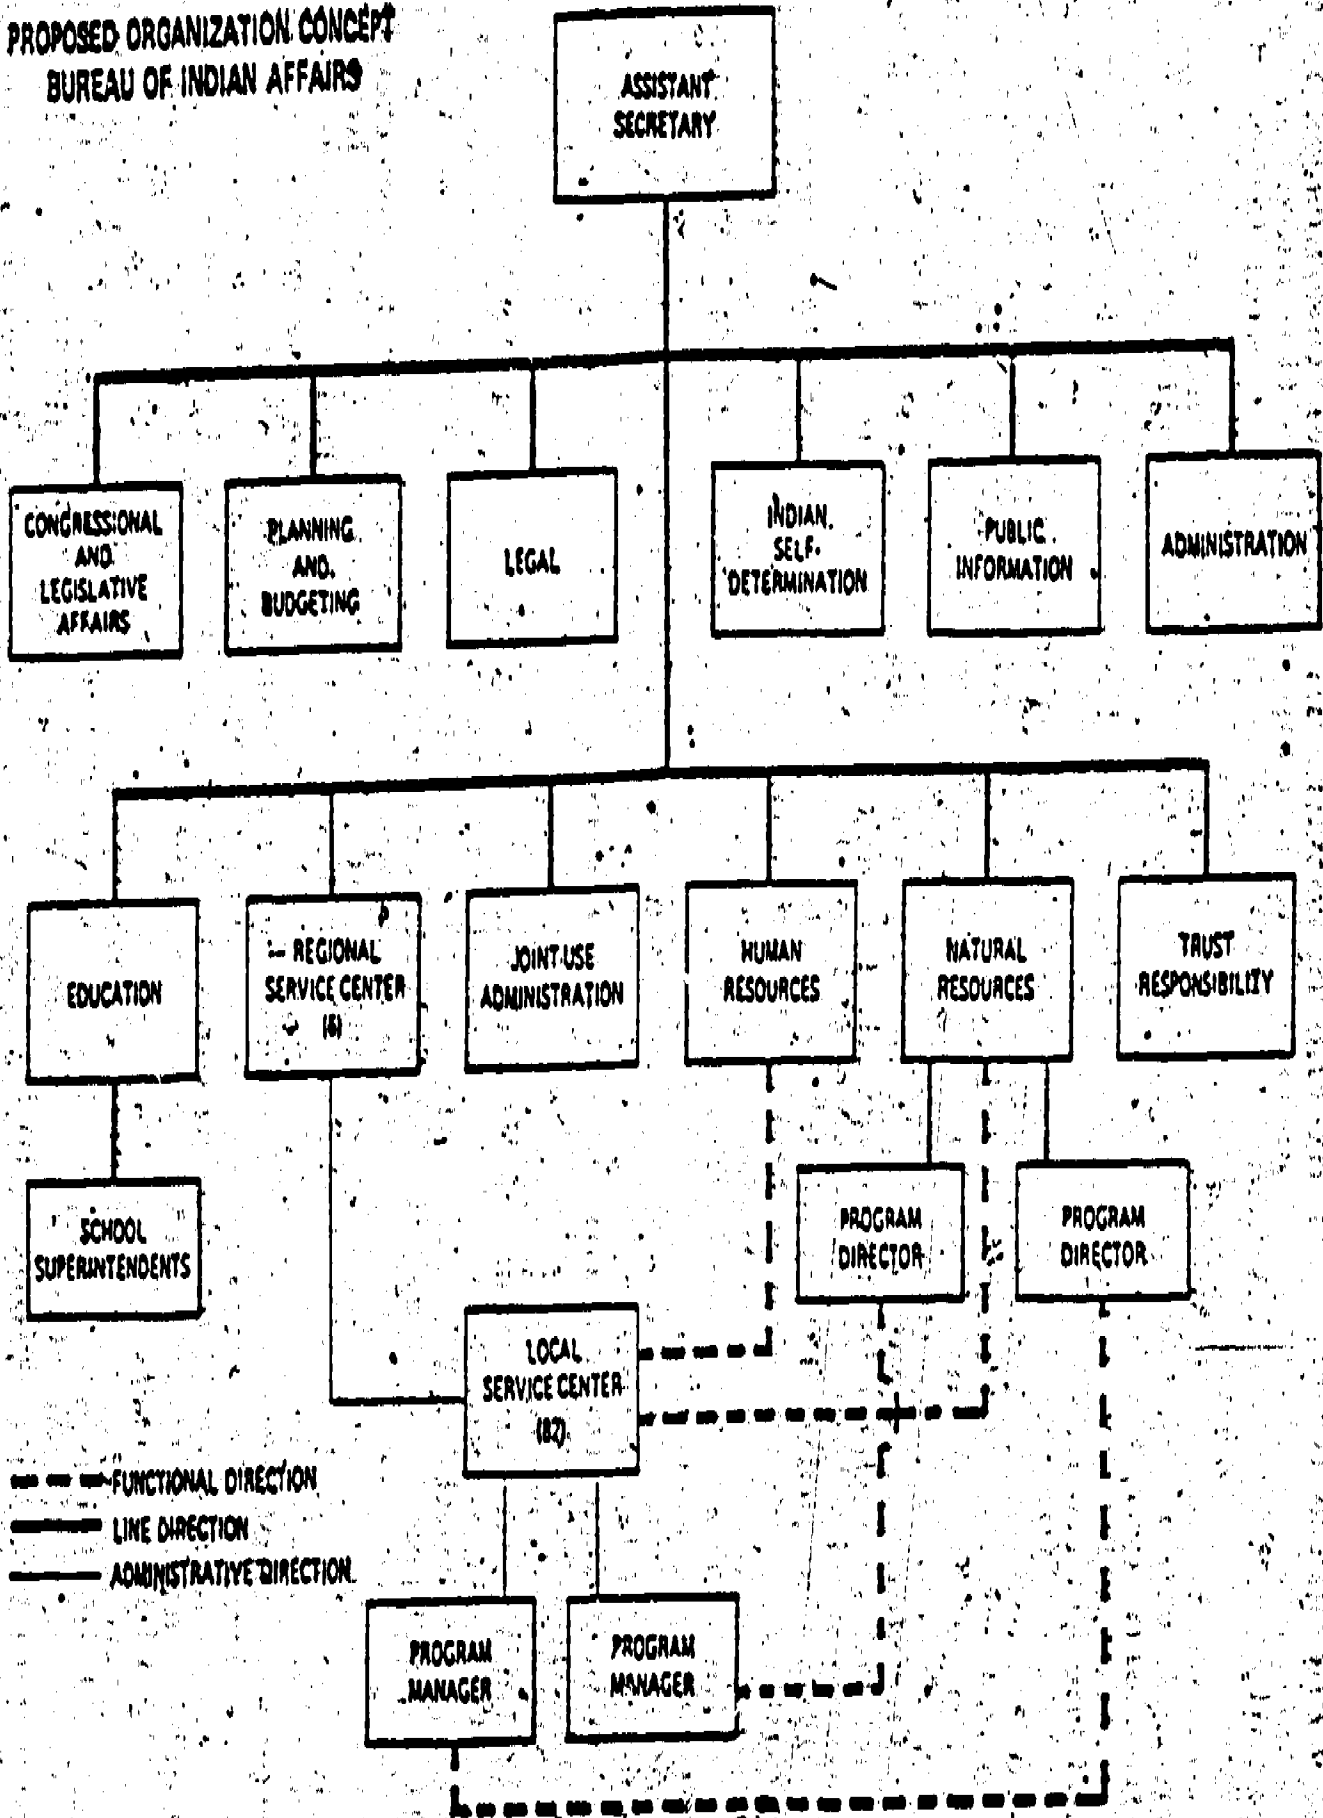 PROPOSED ORGANIZATION CONCEPT
BUREAU OF INDIAN AFFAIRS
ASSISTANT
SECRETARY
CONGRESSIONAL
AND
LEGISLATIVE
AFFAIRS
PLANNING
AND
BUDGETING
LEGAL
INDIAN
SELF-
DETERMINATION
PUBLIC
INFORMATION
ADMINISTRATION
EDUCATION
REGIONAL
SERVICE CENTER
JOINT USE
ADMINISTRATION
HUMAN
RESOURCES
NATURAL
RESOURCES
TRUST
RESPONSIBILITY
SCHOOL
SUPERINTENDENTS
PROGRAM
DIRECTOR
PROGRAM
DIRECTOR
LOCAL
SERVICE CENTER
(82)
FUNCTIONAL DIRECTION
LINE DIRECTION
ADMINISTRATIVE DIRECTION
PROGRAM
MANAGER
PROGRAM
MANAGER